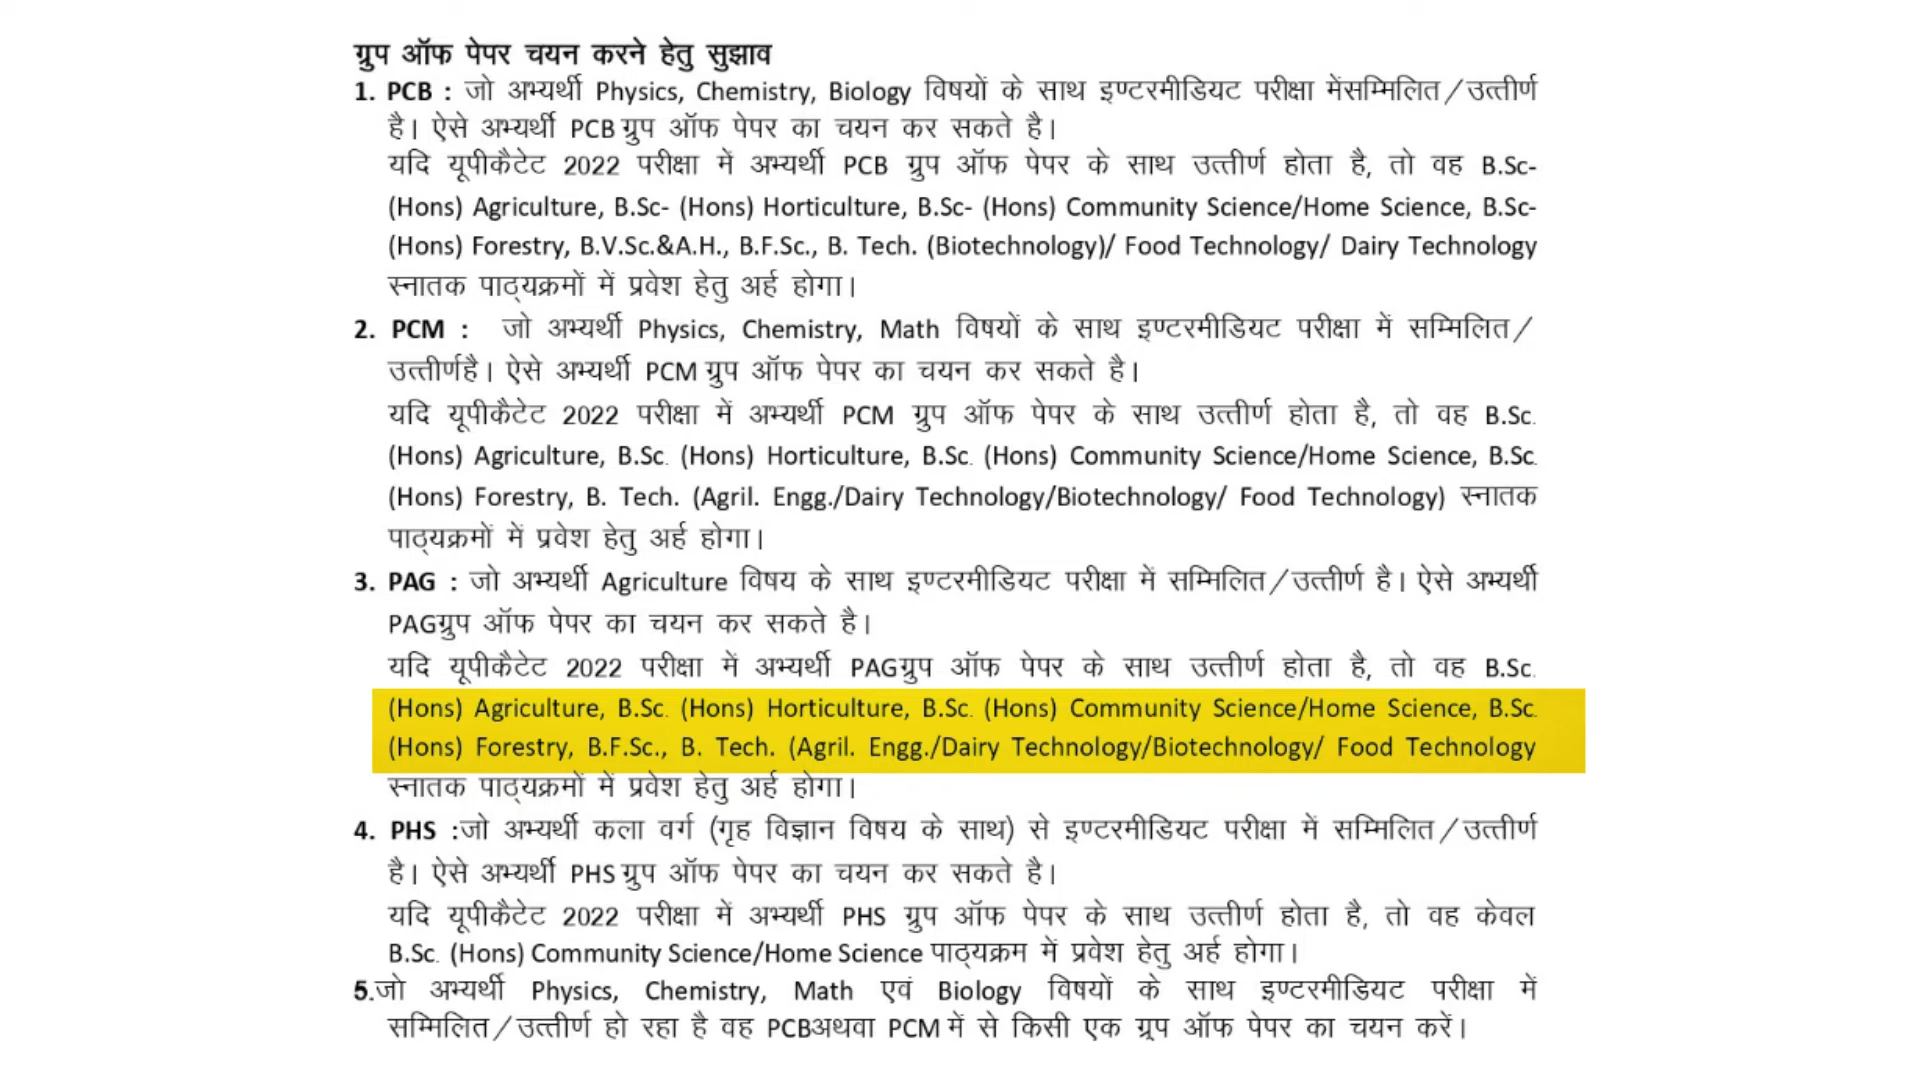 ग्रुप ऑफ पेपर चयन करने हेतु सुझाव
1. PCB : जो अभ्यर्थी Physics, Chemistry, Biology विषयों के साथ इण्टरमीडियट परीक्षा मेंसम्मिलित/उत्तीर्ण
है। ऐसे अभ्यर्थी PCB ग्रुप ऑफ पेपर का चयन कर सकते है।
यदि यूपीकैटेट 2022 परीक्षा में अभ्यर्थी PCB ग्रुप ऑफ पेपर के साथ उत्तीर्ण होता है, तो वह B.Sc-
(Hons) Agriculture, B.Sc- (Hons) Horticulture, B.Sc- (Hons) Community Science/Home Science, B.Sc-
(Hons) Forestry, B.V.Sc.&A.H., B.F.Sc., B. Tech. (Biotechnology)/ Food Technology/ Dairy Technology
स्नातक पाठ्यक्रमों में प्रवेश हेतु अर्ह होगा।
2. PCM : जो अभ्यर्थी Physics, Chemistry, Math विषयों के साथ इण्टरमीडियट परीक्षा में सम्मिलित/
उत्तीर्णहै। ऐसे अभ्यर्थी PCM ग्रुप ऑफ पेपर का चयन कर सकते है।
यदि यूपीकैटेट 2022 परीक्षा में अभ्यर्थी PCM ग्रुप ऑफ पेपर के साथ उत्तीर्ण होता है, तो वह B.Sc.
(Hons) Agriculture, B.Sc. (Hons) Horticulture, B.Sc. (Hons) Community Science/Home Science, B.Sc.
(Hons) Forestry, B. Tech. (Agril. Engg./Dairy Technology/Biotechnology/ Food Technology) स्नातक
पाठ्यक्रमों में प्रवेश हेतु अर्ह होगा।
3. PAG : जो अभ्यर्थी Agriculture विषय के साथ इण्टरमीडियट परीक्षा में सम्मिलित/उत्तीर्ण है। ऐसे अभ्यर्थी
PAGग्रुप ऑफ पेपर का चयन कर सकते है।
यदि यूपीकैटेट 2022 परीक्षा में अभ्यर्थी PAGग्रुप ऑफ पेपर के साथ उत्तीर्ण होता है, तो वह B.Sc.
(Hons) Agriculture, B.Sc. (Hons) Horticulture, B.Sc. (Hons) Community Science/Home Science, B.Sc.
(Hons) Forestry, B.F.Sc., B. Tech. (Agril. Engg./Dairy Technology/Biotechnology/ Food Technology
स्नातक पाठ्यक्रमों में प्रवेश हेतु अर्ह होगा।
4. PHS :जो अभ्यर्थी कला वर्ग (गृह विज्ञान विषय के साथ) से इण्टरमीडियट परीक्षा में सम्मिलित/उत्तीर्ण
है। ऐसे अभ्यर्थी PHS ग्रुप ऑफ पेपर का चयन कर सकते है।
यदि यूपीकैटेट 2022 परीक्षा में अभ्यर्थी PHS ग्रुप ऑफ पेपर के साथ उत्तीर्ण होता है, तो वह केवल
B.Sc. (Hons) Community Science/Home Science पाठ्यक्रम में प्रवेश हेतु अर्ह होगा।
5.जो अभ्यर्थी Physics, Chemistry, Math एवं Biology विषयों के साथ इण्टरमीडियट परीक्षा में
सम्मिलित/उत्तीर्ण हो रहा है वह PCBअथवा PCM में से किसी एक ग्रुप ऑफ पेपर का चयन करें।